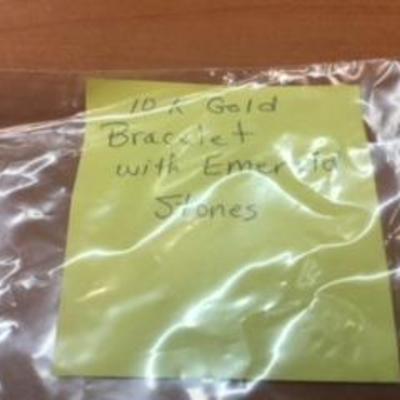 10 K Gold
Bracelet
with Emerald
Stones